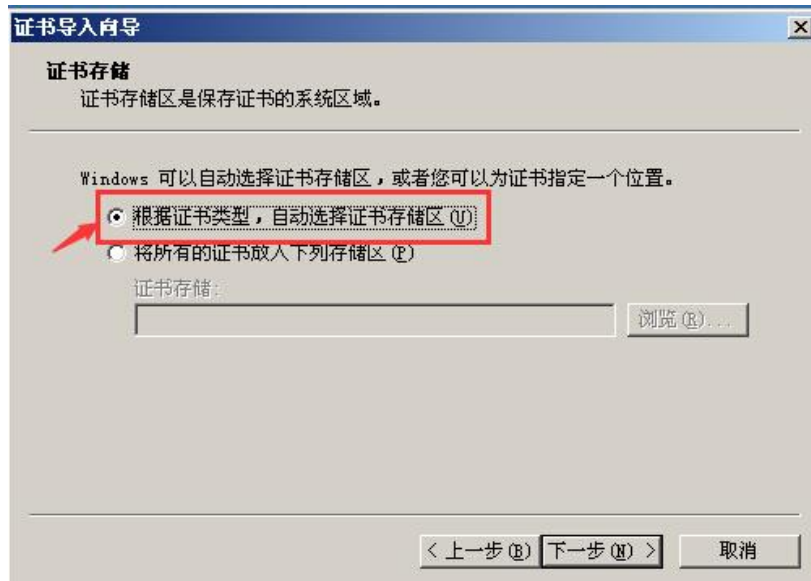 证书导入向导
证书存储
证书存储区是保存证书的系统区域。
Windows 可以自动选择证书存储区，或者您可以为证书指定一个位置。
根据证书类型，自动选择证书存储区(U)
将所有的证书放入下列存储区(P)
证书存储:
浏览(R)...
< 上一步(B) 下一步(N) > 取消